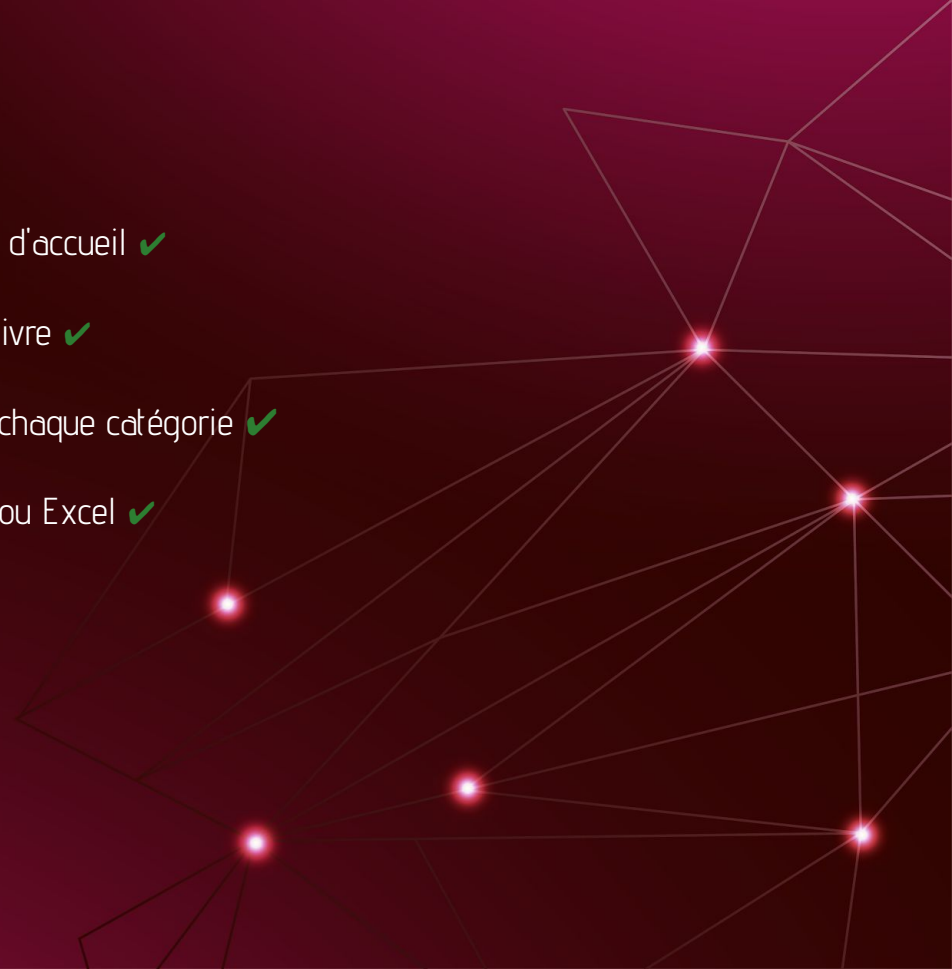 d'accueil ✔
ivre ✔
chaque catégorie ✔
ou Excel ✔